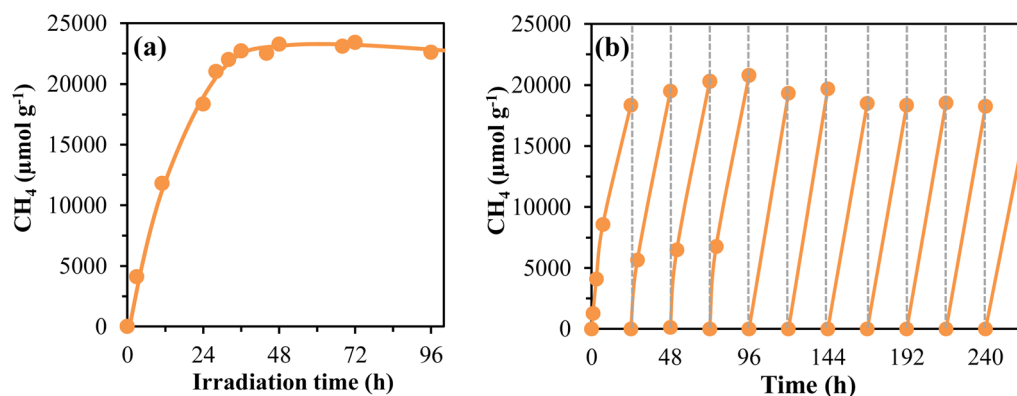 (a)
CH₄ (μmol g⁻¹)
25000
20000
15000
10000
5000
0
0 24 48 72 96
Irradiation time (h)
(b)
CH₄ (μmol g⁻¹)
25000
20000
15000
10000
5000
0
0 48 96 144 192 240
Time (h)